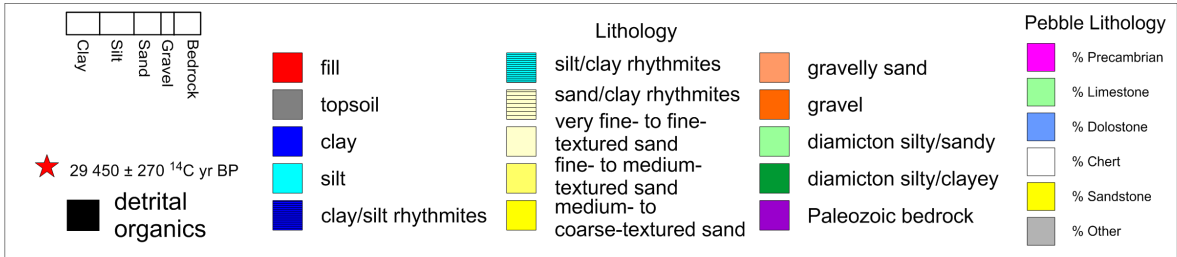 Clay
Silt
Sand
Gravel
Bedrock
29 450 ± 270 ¹⁴C yr BP
detrital
organics
Lithology
fill
topsoil
clay
silt
clay/silt rhythmites
silt/clay rhythmites
sand/clay rhythmites
very fine- to fine-
textured sand
fine- to medium-
textured sand
medium- to
coarse-textured sand
gravelly sand
gravel
diamicton silty/sandy
diamicton silty/clayey
Paleozoic bedrock
Pebble Lithology
% Precambrian
% Limestone
% Dolostone
% Chert
% Sandstone
% Other